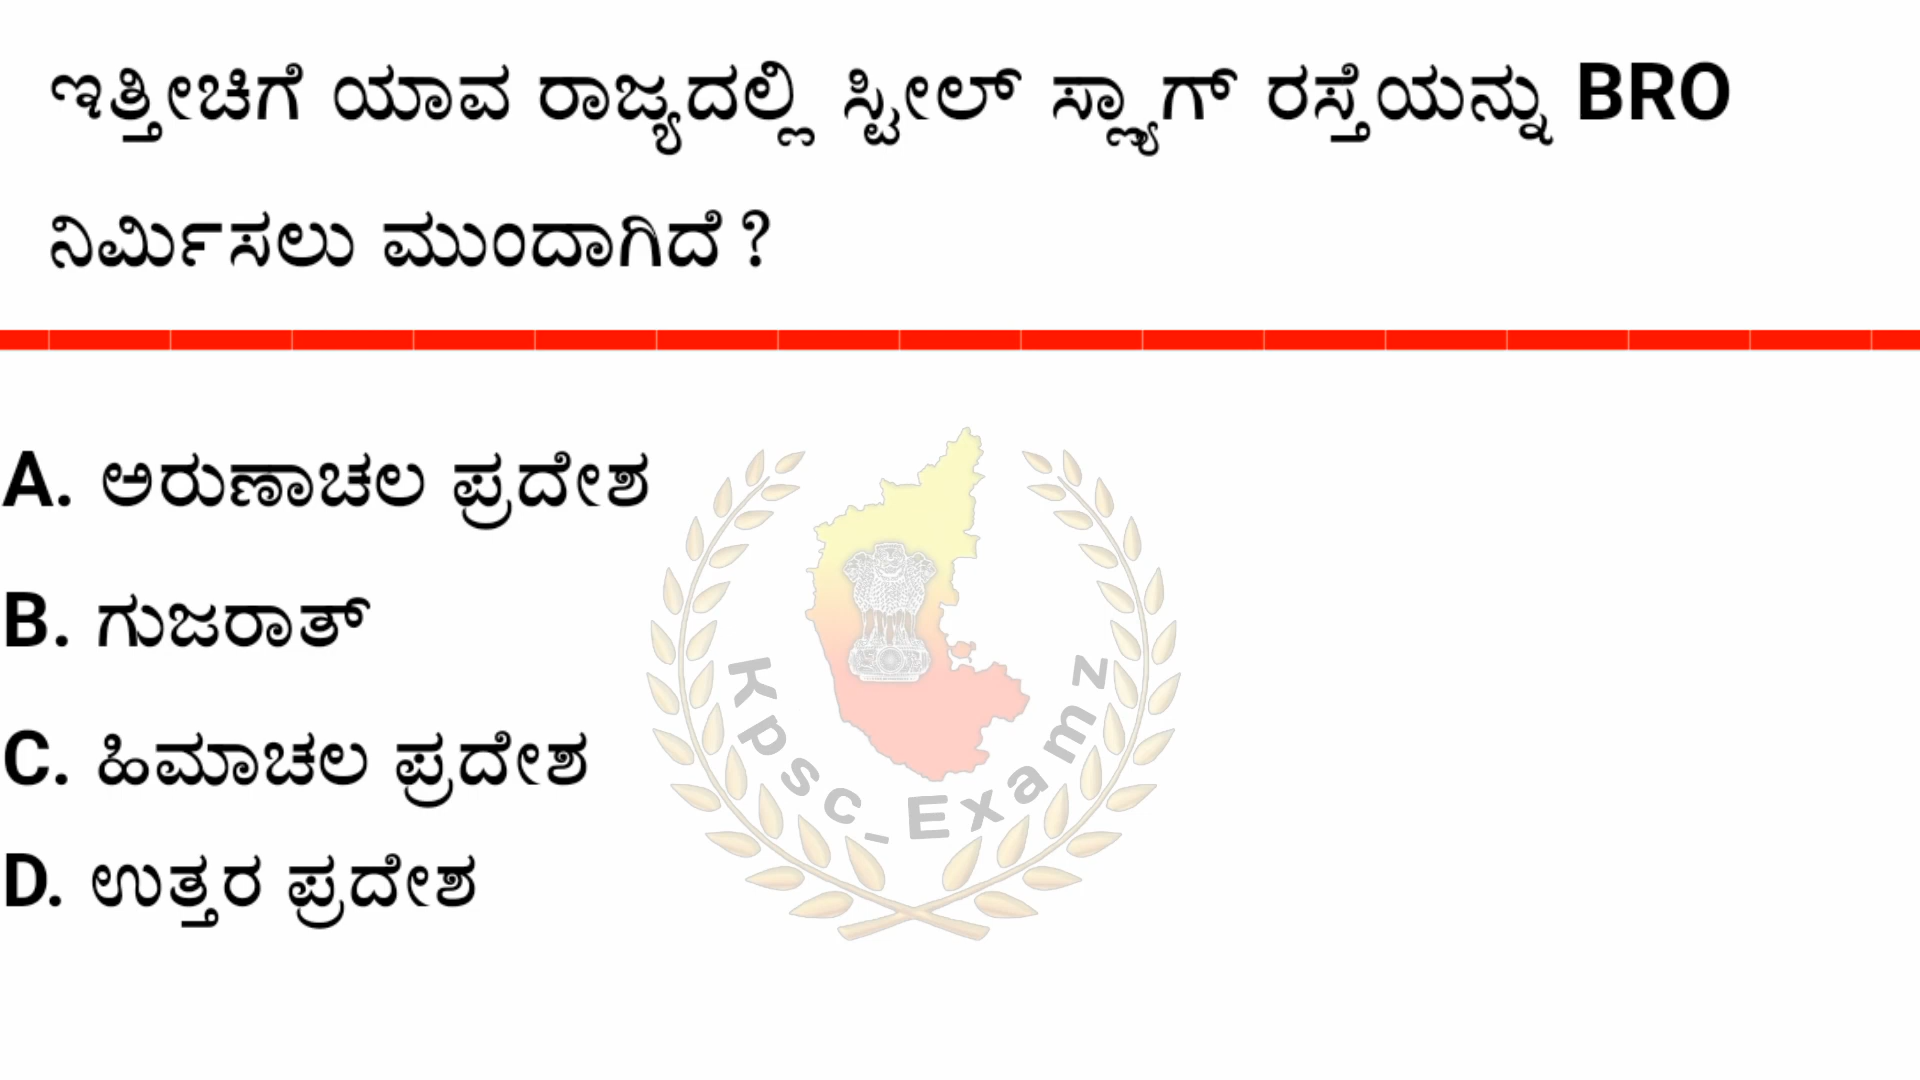 ಇತ್ತೀಚಿಗೆ ಯಾವ ರಾಜ್ಯದಲ್ಲಿ ಸ್ಟೀಲ್ ಸ್ಲ್ಯಾಗ್ ರಸ್ತೆಯನ್ನು BRO
ನಿರ್ಮಿಸಲು ಮುಂದಾಗಿದೆ ?
A. ಅರುಣಾಚಲ ಪ್ರದೇಶ
B. ಗುಜರಾತ್
C. ಹಿಮಾಚಲ ಪ್ರದೇಶ
D. ಉತ್ತರ ಪ್ರದೇಶ
Kpsc_Examz